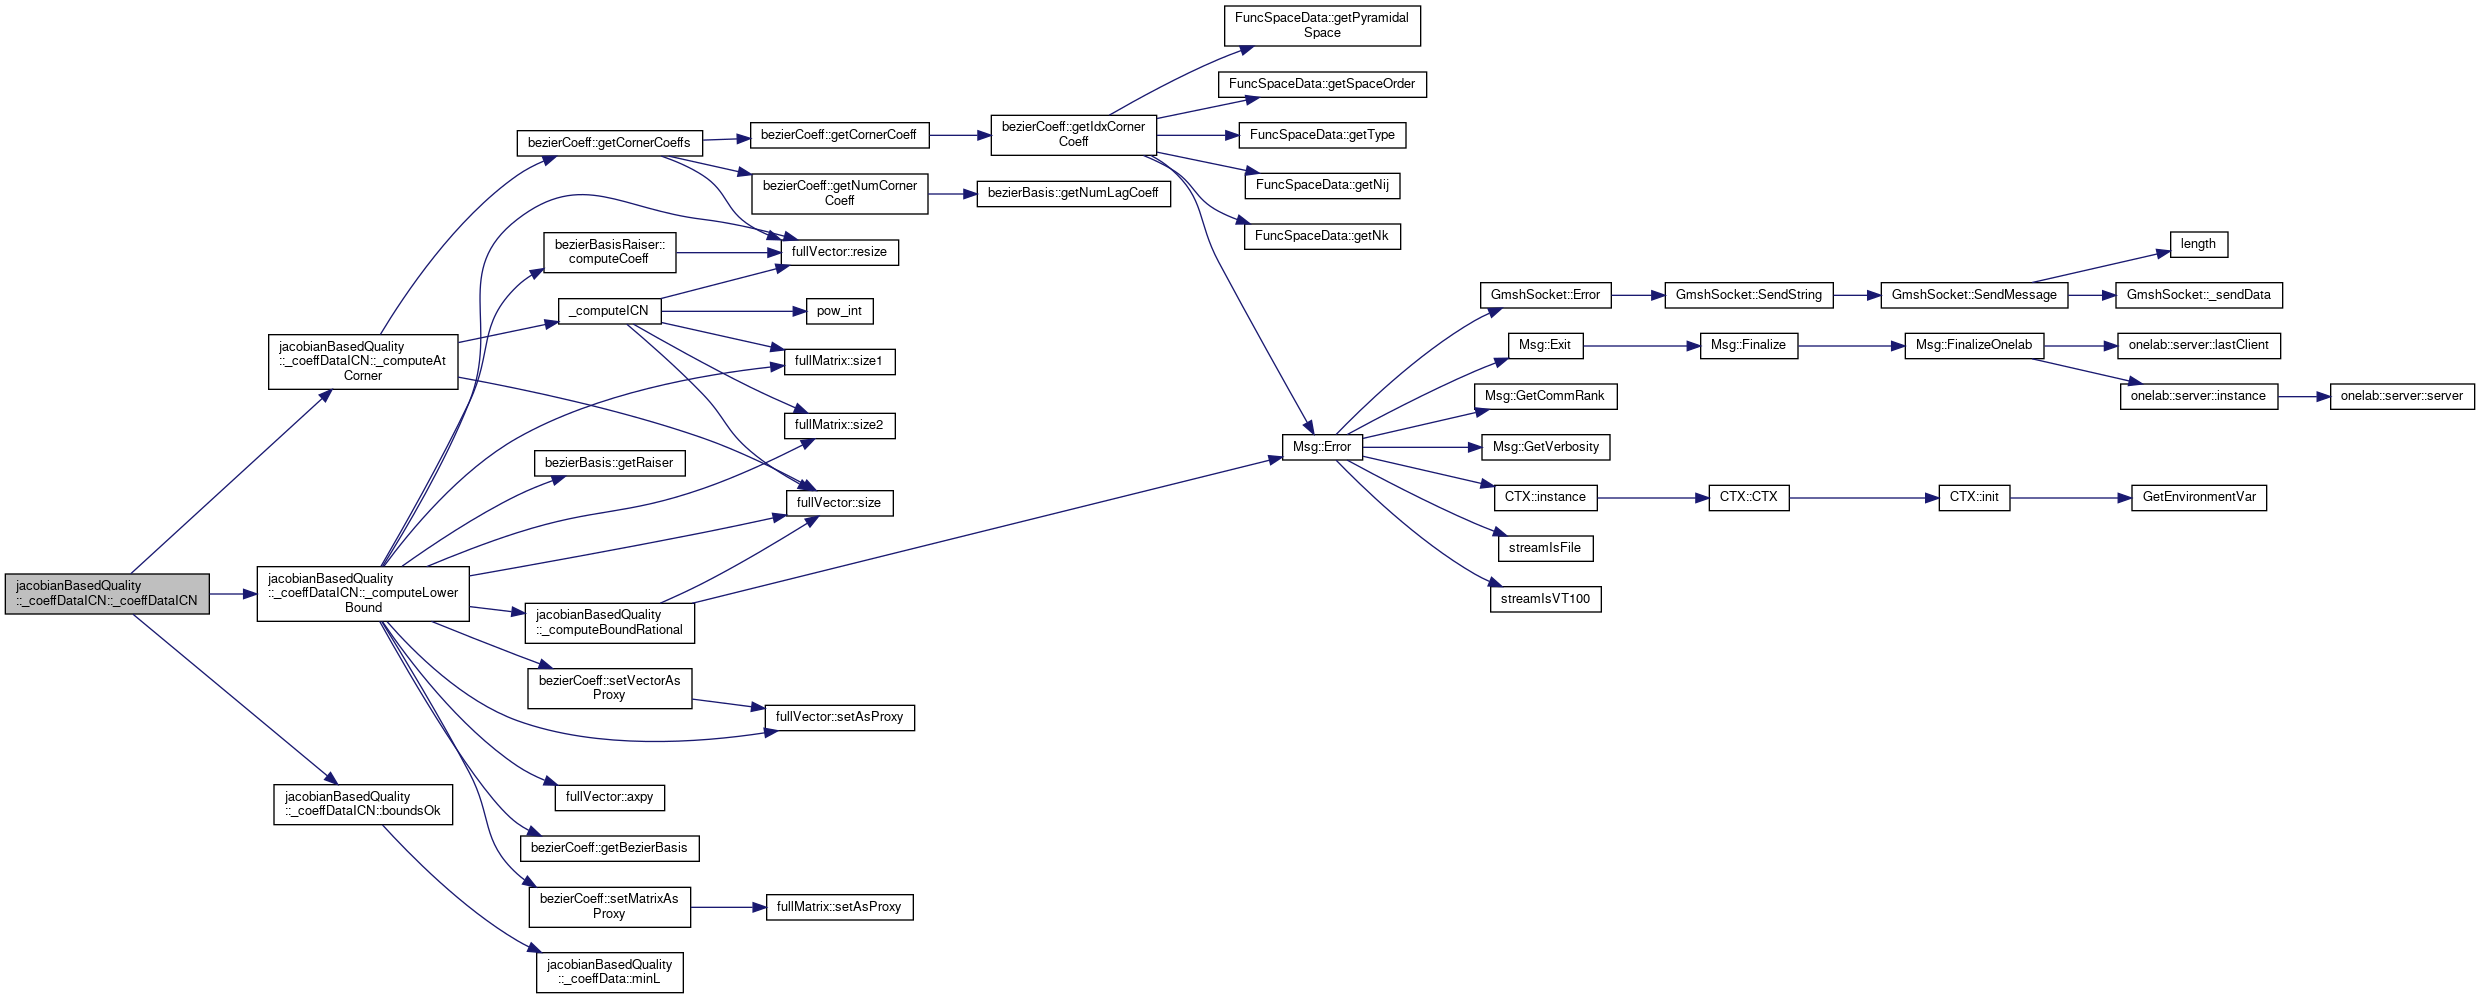 FuncSpaceData::getPyramidal
Space
FuncSpaceData::getSpaceOrder
bezierCoeff::getIdxCorner
Coeff
FuncSpaceData::getType
bezierCoeff::getCornerCoeffs
bezierCoeff::getCornerCoeff
FuncSpaceData::getNij
bezierCoeff::getNumCorner
Coeff
bezierBasis::getNumLagCoeff
FuncSpaceData::getNk
bezierBasisRaiser::
computeCoeff
fullVector::resize
length
_computeICN
pow_int
GmshSocket::Error
GmshSocket::SendString
GmshSocket::SendMessage
GmshSocket::_sendData
jacobianBasedQuality
::_coeffDataICN::_computeAt
Corner
fullMatrix::size1
Msg::Exit
Msg::Finalize
Msg::FinalizeOnelab
onelab::server::lastClient
Msg::GetCommRank
onelab::server::instance
onelab::server::server
fullMatrix::size2
Msg::Error
Msg::GetVerbosity
bezierBasis::getRaiser
fullVector::size
CTX::instance
CTX::CTX
CTX::init
GetEnvironmentVar
streamIsFile
jacobianBasedQuality
::_coeffDataICN::_coeffDataICN
jacobianBasedQuality
::_coeffDataICN::_computeLower
Bound
streamIsVT100
jacobianBasedQuality
::_computeBoundRational
bezierCoeff::setVectorAs
Proxy
fullVector::setAsProxy
jacobianBasedQuality
::_coeffDataICN::boundsOk
fullVector::axpy
bezierCoeff::getBezierBasis
bezierCoeff::setMatrixAs
Proxy
fullMatrix::setAsProxy
jacobianBasedQuality
::_coeffData::minL